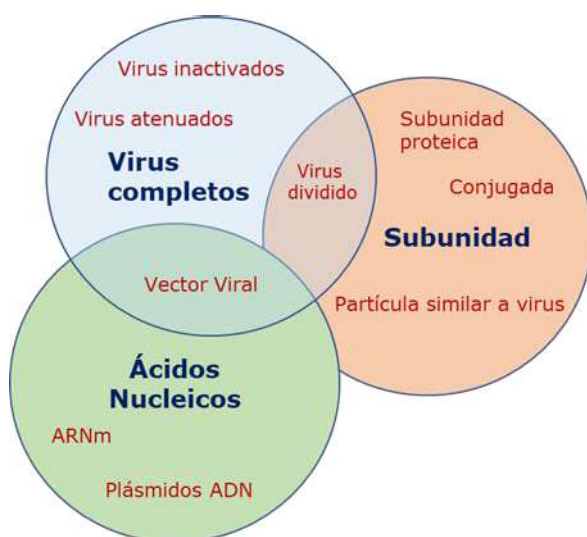 Virus inactivados
Virus atenuados
Virus
completos
Virus
dividido
Subunidad
proteica
Conjugada
Subunidad
Partícula similar a virus
Vector Viral
Ácidos
Nucleicos
ARNm
Plásmidos ADN